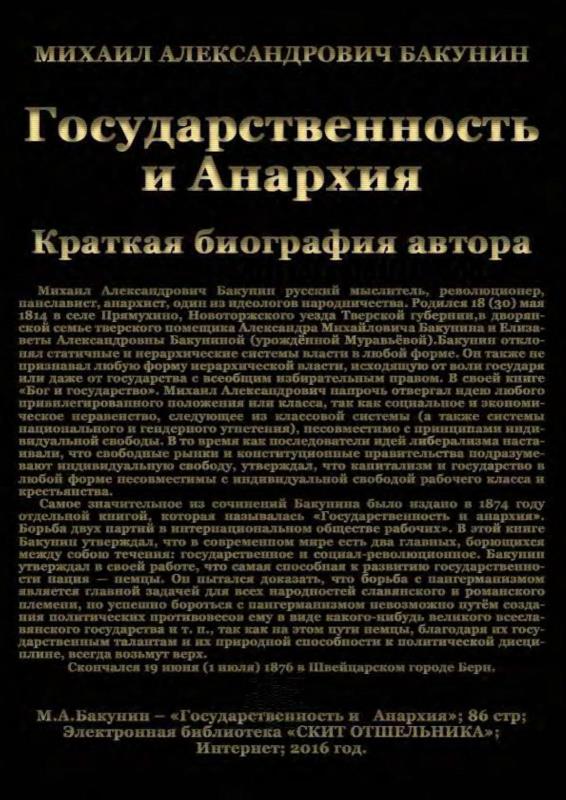 МИХАИЛ АЛЕКСАНДРОВИЧ БАКУНИН
Государственность
и Анархия
Краткая биография автора
Михаил Александрович Бакунин русский мыслитель, революционер,
панславист, анархист, один из идеологов народничества. Родился 18 (30) мая
1814 в селе Прямухино, Новоторжского уезда Тверской губернии,в дворян-
ской семье тверского помещика Александра Михайловича Бакунина и Елиза-
веты Александровны Бакуниной (урождённой Муравьёвой).Бакунин откло-
нял статичные и иерархические системы власти в любой форме. Он также не
признавал любую форму иерархической власти, исходящую от воли государя
или даже от государства с всеобщим избирательным правом. В своей книге
«Бог и государство». Михаил Александович напрочь отвергал идею любого
привилегированного положения или класса, так как социальное и экономи-
ческое неравенство, следующее из классовой системы (а также системы
национального и гендерного угнетения), несовместимо с принципами инди-
видуальной свободы. В то время как последователи идей либерализма наста-
ивали, что свободные рынки и конституционные правительства подразуме-
вают индивидуальную свободу, утверждал, что капитализм и государство в
любой форме несовместимы с индивидуальной свободой рабочего класса и
крестьянства.
Самое значительное из сочинений Бакунина было издано в 1874 году
отдельной книгой, которая называлась «Государственность и анархия».
Борьба двух партий в интернациональном обществе рабочих». В этой книге
Бакунин утверждал, что в современном мире есть два главных, борющихся
между собою течения: государственное и социал-революционное. Бакунин
утверждал в своей работе, что самая способная к развитию государственно-
сти нация — немцы. Он пытался доказать, что борьба с пангерманизмом
является главной задачей для всех народностей славянского и романского
племени, но успешно бороться с пангерманизмом невозможно путём созда-
ния политических противовесов ему в виде какого-нибудь великого всесла-
вянского государства и т. п., так как на этом пути немцы, благодаря их госу-
дарственным талантам и их природной способности к политической дисци-
плине, всегда возьмут верх.
Скончался 19 июня (1 июля) 1876 в Швейцарском городе Берн.
М.А.Бакунин – «Государственность и Анархия»; 86 стр;
Электронная библиотека «СКИТ ОТШЕЛЬНИКА»;
Интернет; 2016 год.